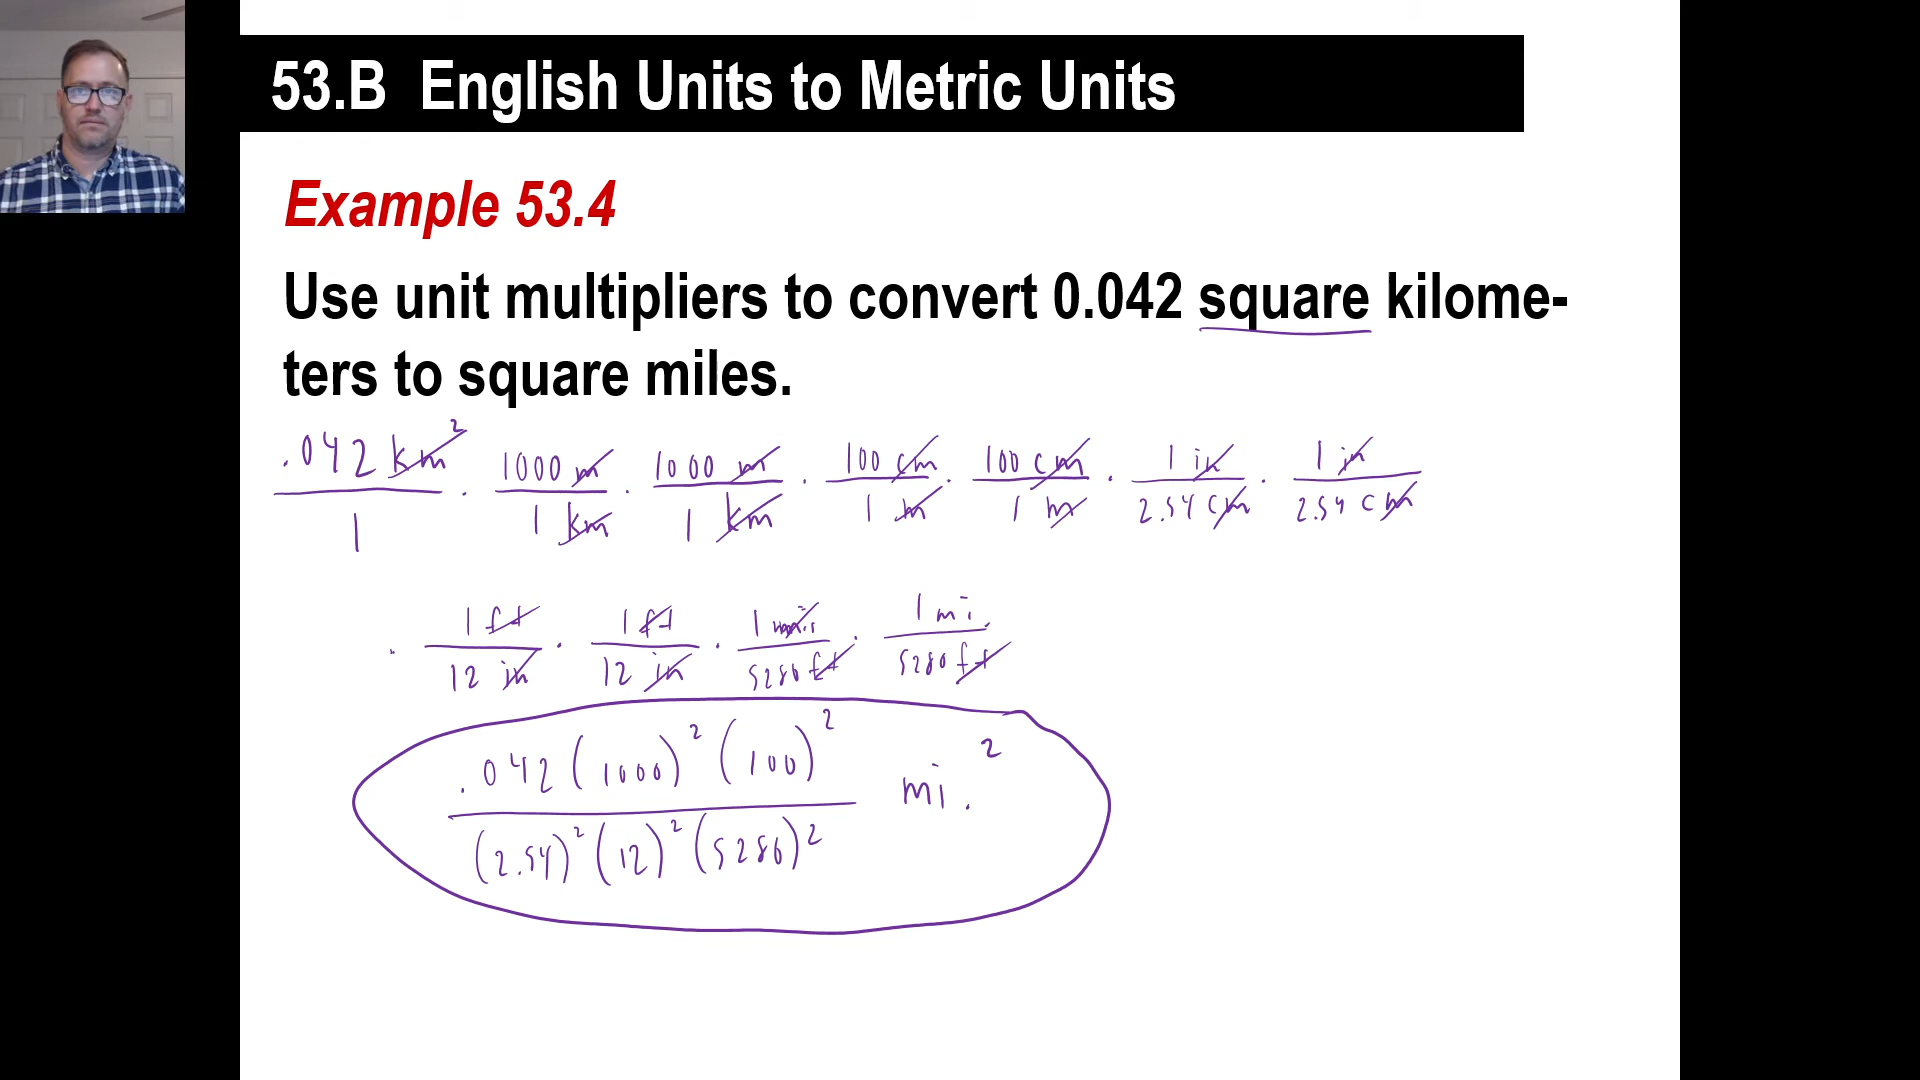 53.B English Units to Metric Units
Example 53.4
Use unit multipliers to convert 0.042 square kilome-
ters to square miles.
.042 km² / 1 · 1000 m / 1 km · 1000 m / 1 km · 100 cm / 1 m · 100 cm / 1 m · 1 in / 2.54 cm · 1 in / 2.54 cm
· 1 ft / 12 in · 1 ft / 12 in · 1 mi / 5280 ft · 1 mi. / 5280 ft
.042 (1000)² (100)² / (2.54)² (12)² (5280)² mi.²